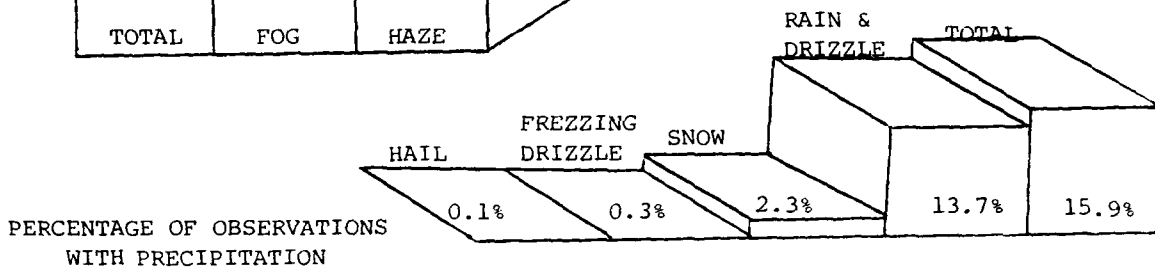 TOTAL FOG HAZE
RAIN &
DRIZZLE TOTAL
FREZZING
DRIZZLE
HAIL
SNOW
0.1% 0.3% 2.3% 13.7% 15.9%
PERCENTAGE OF OBSERVATIONS
WITH PRECIPITATION